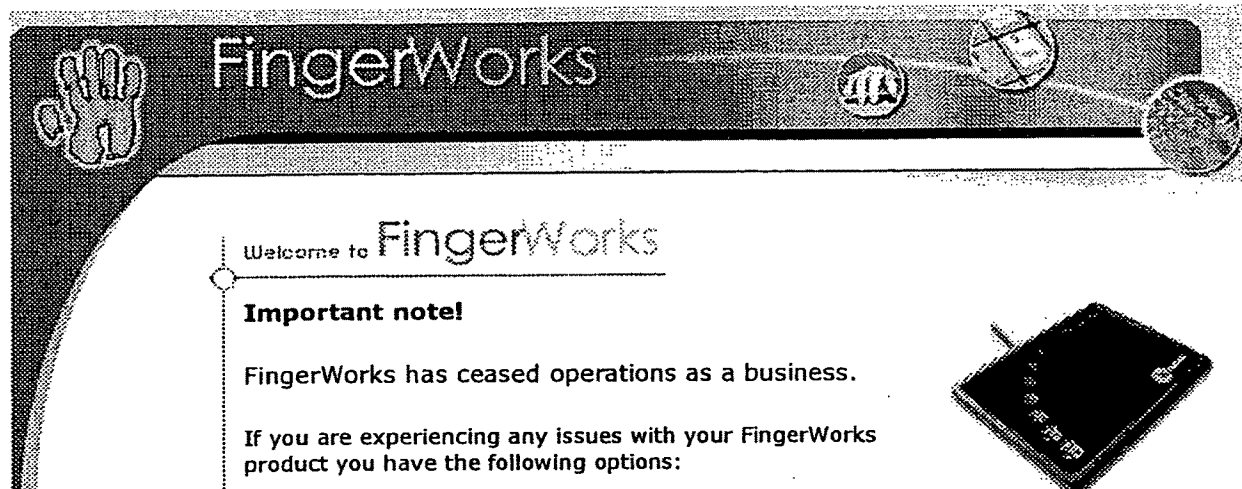 FingerWorks
Welcome to FingerWorks
Important note!
FingerWorks has ceased operations as a business.
If you are experiencing any issues with your FingerWorks
product you have the following options: